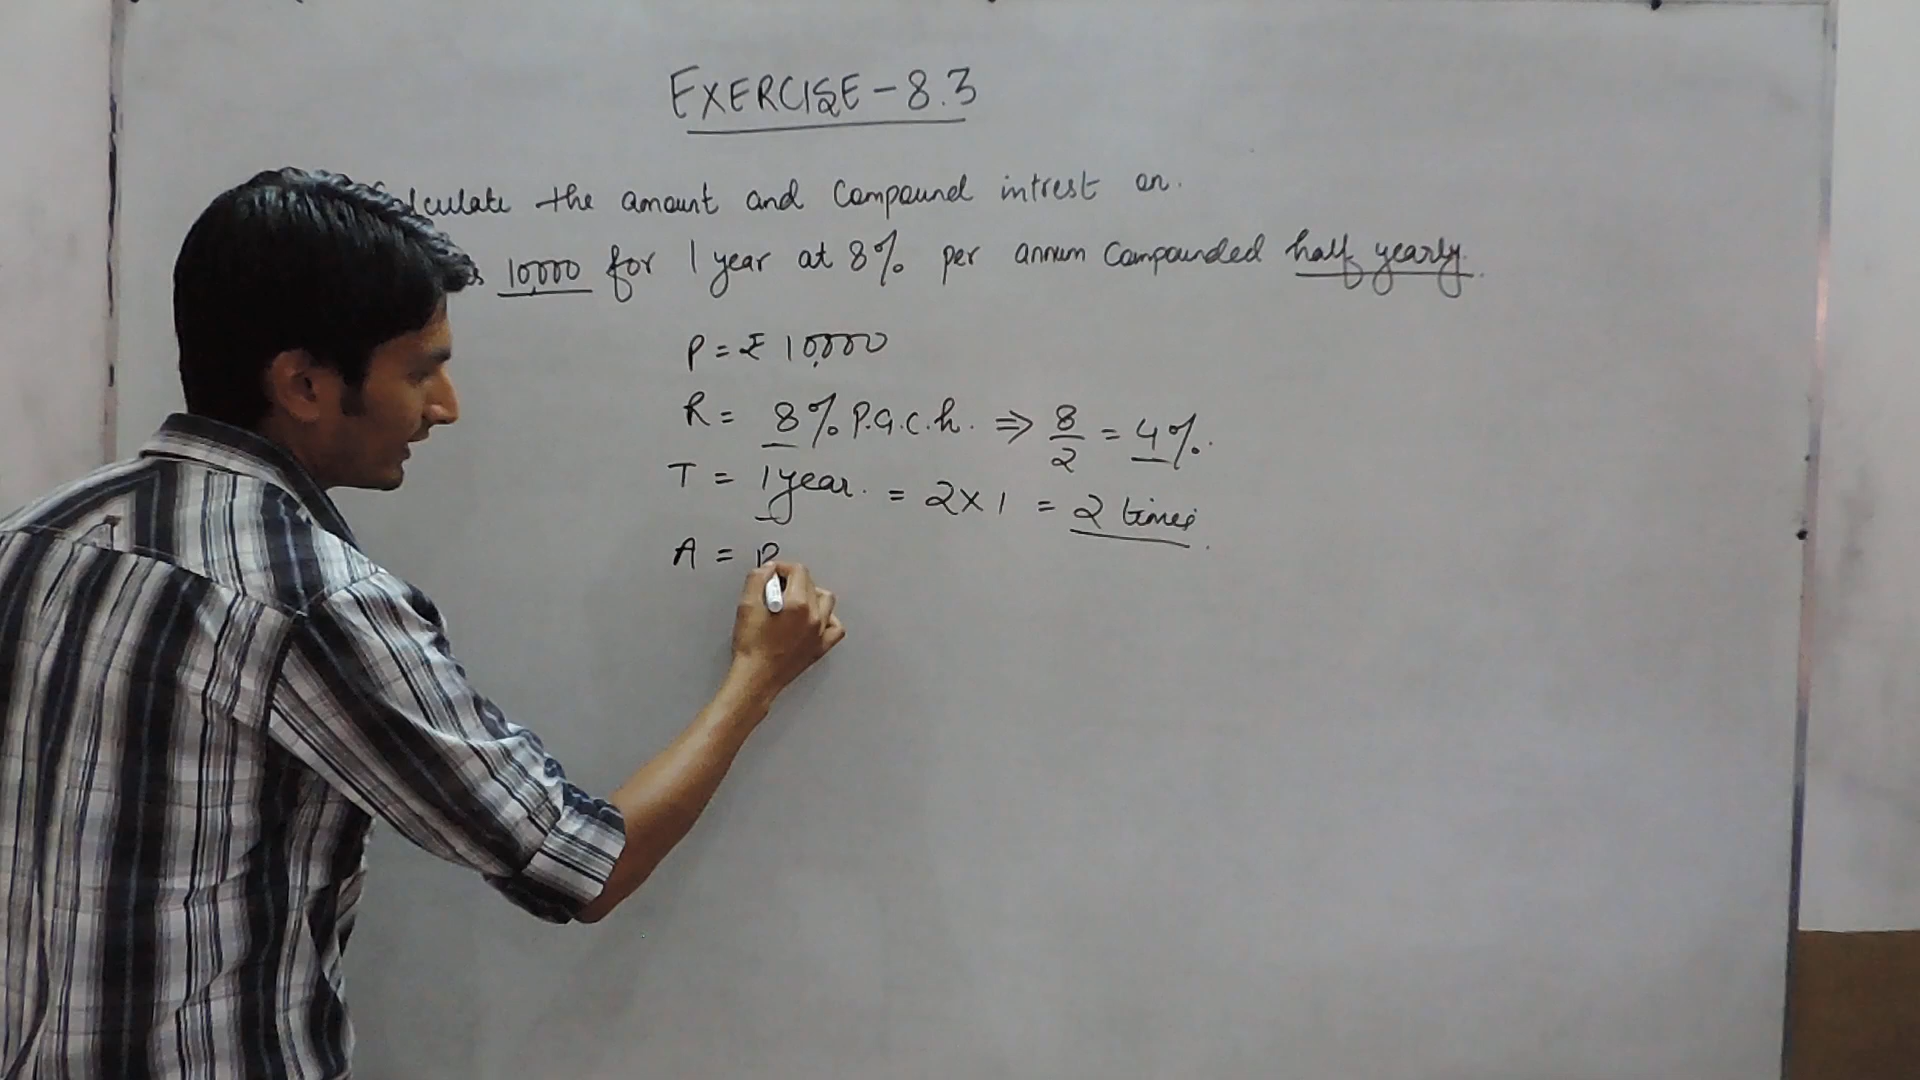 EXERCISE - 8.3
lculate the amount and Compound intrest on.
10,000 for 1 year at 8% per annum Compounded half yearly.
P = ₹ 10,000
R = 8% P.a.c.h. ⇒ 8/2 = 4%.
T = 1 year. = 2 × 1 = 2 times.
A = P